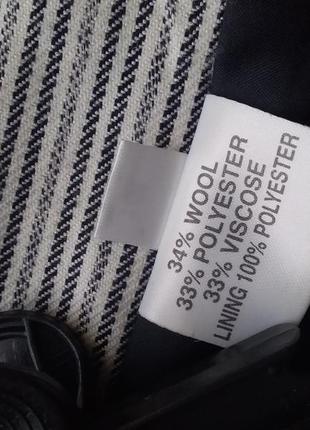 34% WOOL
33% POLYESTER
33% VISCOSE
LINING 100% POLYESTER